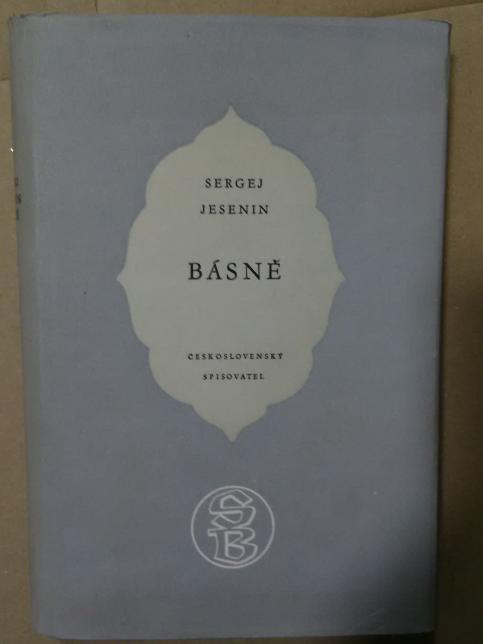 SERGEJ
JESENIN
BÁSNĚ
ČESKOSLOVENSKÝ
SPISOVATEL
SB